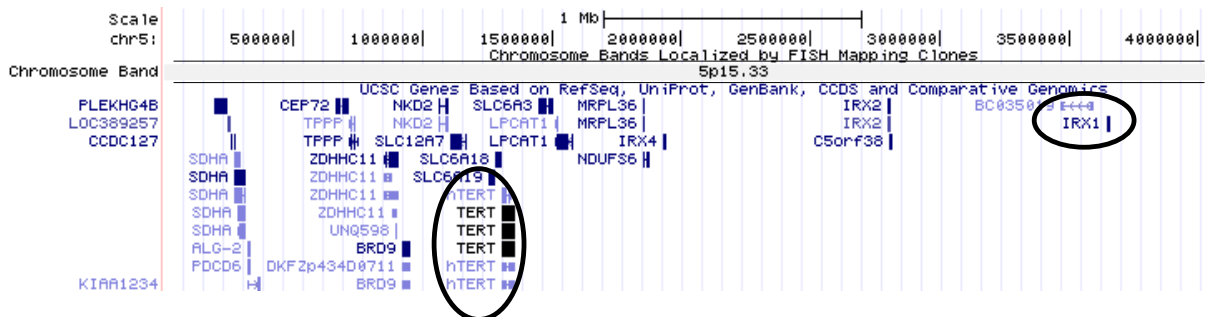 Scale 1 Mb
chr5: 500000 1000000 1500000 2000000 2500000 3000000 3500000 4000000
Chromosome Bands Localized by FISH Mapping Clones
Chromosome Band 5p15.33
UCSC Genes Based on RefSeq, UniProt, GenBank, CCDS and Comparative Genomics
PLEKHG4B CEP72 NKD2 SLC6A3 MRPL36 IRX2 BC035019
LOC389257 TPPP NKD2 LPCAT1 MRPL36 IRX2 IRX1
CCDC127 TPPP SLC12A7 LPCAT1 IRX4 C5orf38
SDHA ZDHHC11 SLC6A18 NDUFS6
SDHA ZDHHC11 SLC6A19
SDHA ZDHHC11 hTERT
SDHA ZDHHC11 TERT
SDHA UNQ598 TERT
ALG-2 BRD9 TERT
PDCD6 DKFZp434D0711 hTERT
KIAA1234 BRD9 hTERT